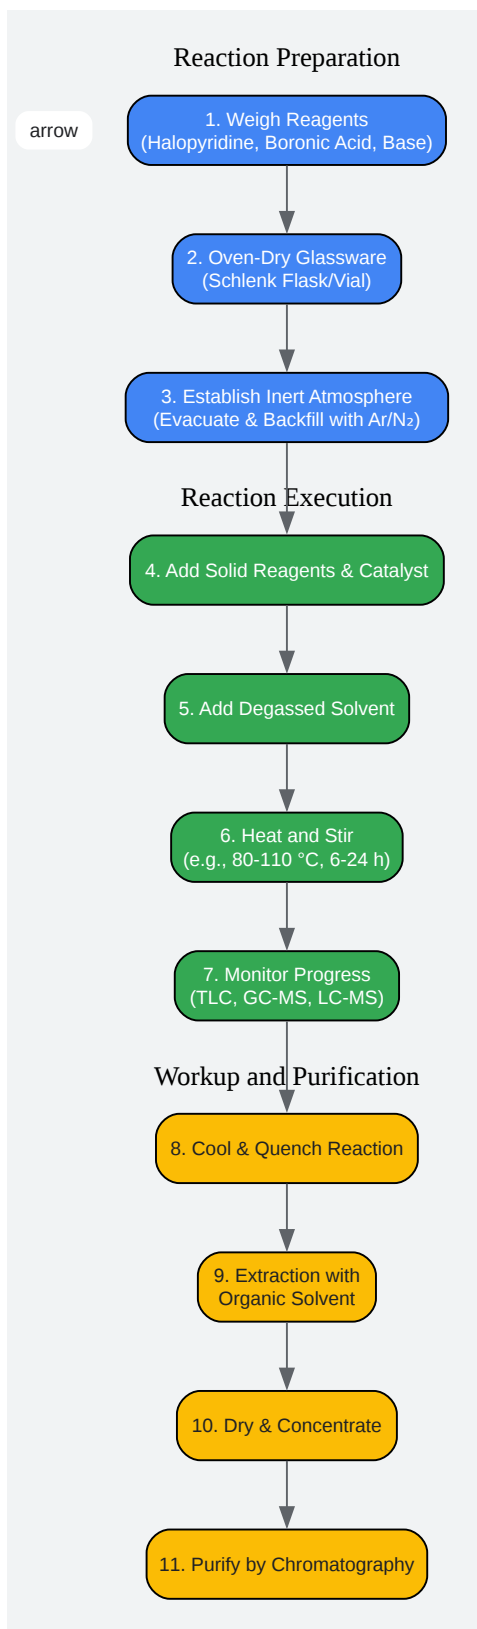 Reaction Preparation
arrow
1. Weigh Reagents
(Halopyridine, Boronic Acid, Base)
2. Oven-Dry Glassware
(Schlenk Flask/Vial)
3. Establish Inert Atmosphere
(Evacuate & Backfill with Ar/N₂)
Reaction Execution
4. Add Solid Reagents & Catalyst
5. Add Degassed Solvent
6. Heat and Stir
(e.g., 80-110 °C, 6-24 h)
7. Monitor Progress
(TLC, GC-MS, LC-MS)
Workup and Purification
8. Cool & Quench Reaction
9. Extraction with
Organic Solvent
10. Dry & Concentrate
11. Purify by Chromatography